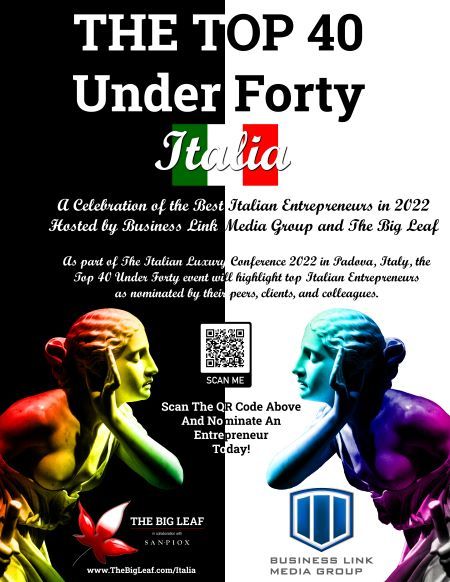 THE TOP 40
Under Forty
Italia
A Celebration of the Best Italian Entrepreneurs in 2022
Hosted by Business Link Media Group and The Big Leaf
As part of The Italian Luxury Conference 2022 in Padova, Italy, the
Top 40 Under Forty event will highlight top Italian Entrepreneurs
as nominated by their peers, clients, and colleagues.
SCAN ME
Scan The QR Code Above
And Nominate An
Entrepreneur
Today!
THE BIG LEAF
in collaboration with
SANPIOX
www.TheBigLeaf.com/Italia
BUSINESS LINK
MEDIA GROUP